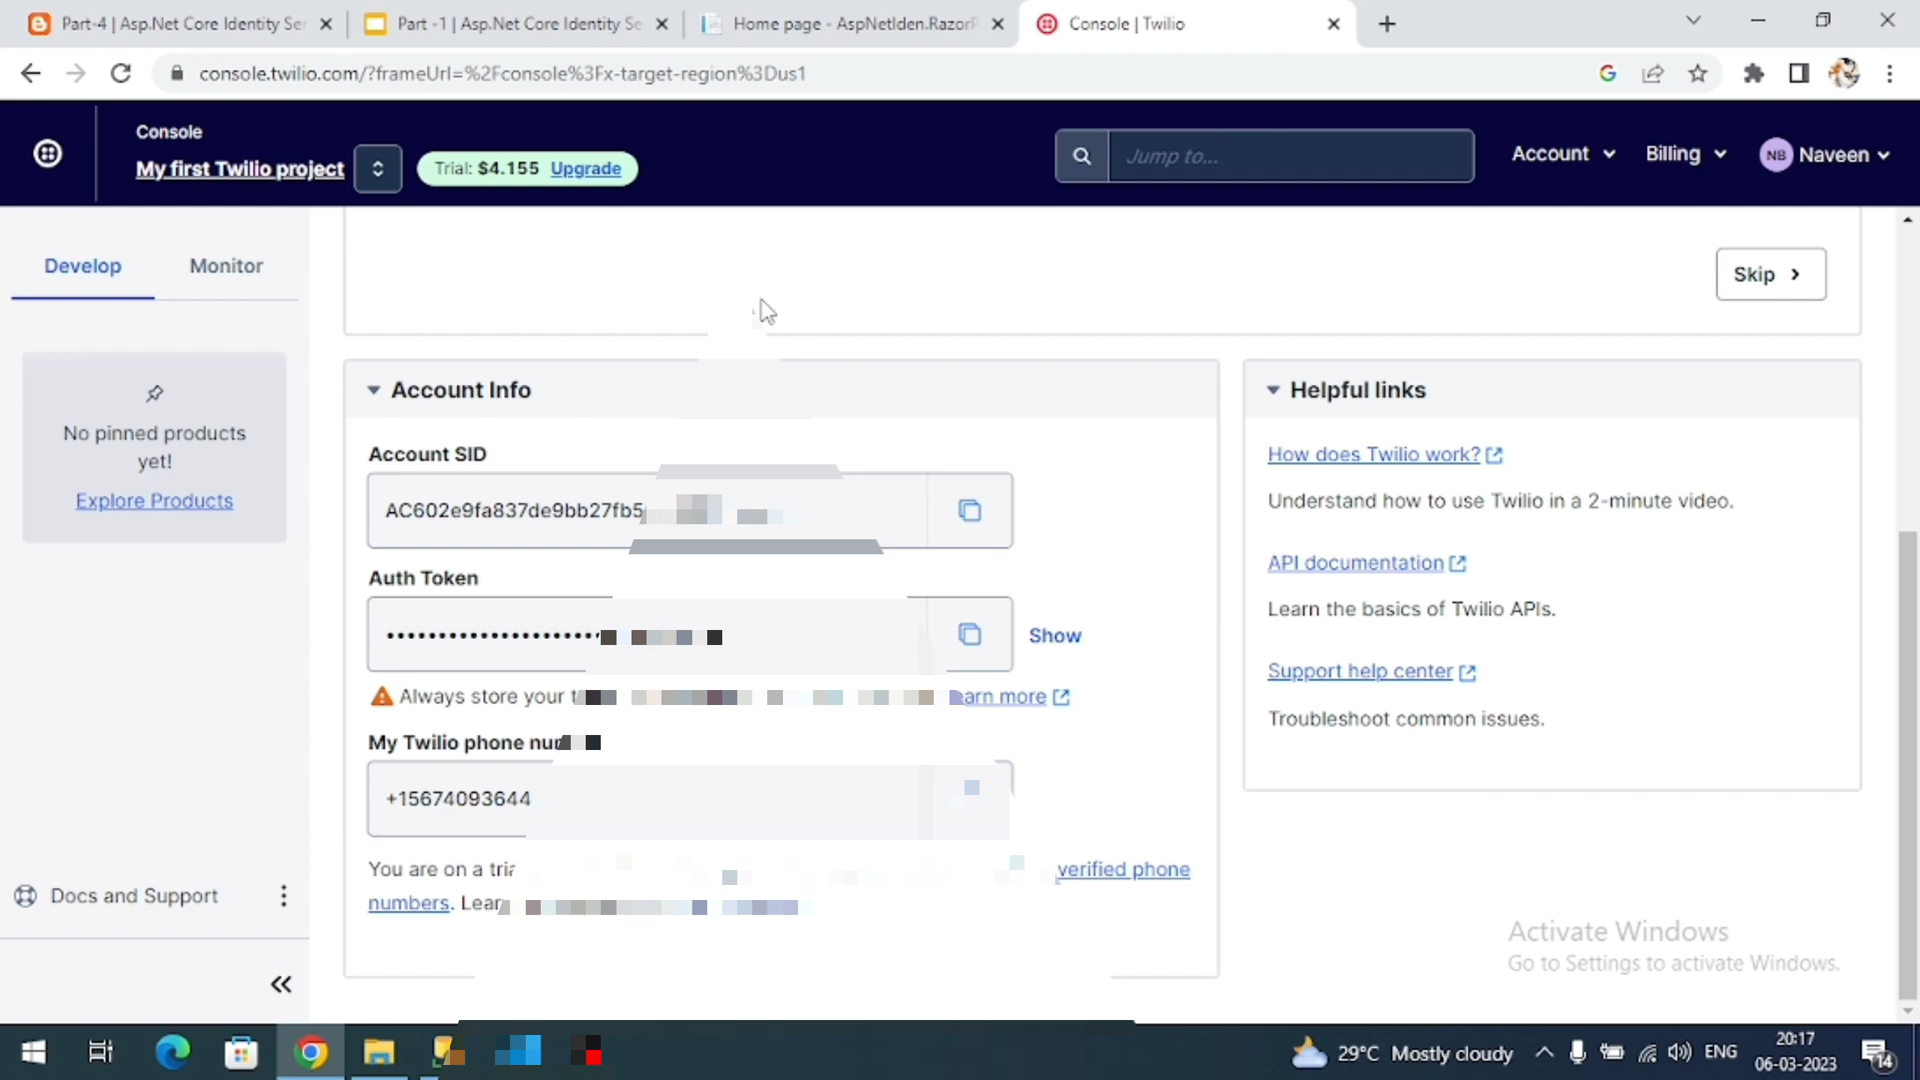 Part-4 | Asp.Net Core Identity Ser
Part -1 | Asp.Net Core Identity Se
Home page - AspNetIden.RazorP
Console | Twilio
console.twilio.com/?frameUrl=%2Fconsole%3Fx-target-region%3Dus1
Console
My first Twilio project
Trial: $4.155 Upgrade
Jump to...
Account
Billing
NB Naveen
Develop
Monitor
Skip
No pinned products
yet!
Explore Products
Account Info
Account SID
AC602e9fa837de9bb27fb5
Auth Token
Show
Always store your
earn more
My Twilio phone
+15674093644
You are on a
verified phone
numbers.
Helpful links
How does Twilio work?
Understand how to use Twilio in a 2-minute video.
API documentation
Learn the basics of Twilio APIs.
Support help center
Troubleshoot common issues.
Docs and Support
Activate Windows
Go to Settings to activate Windows.
29°C Mostly cloudy
ENG
20:17
06-03-2023
14